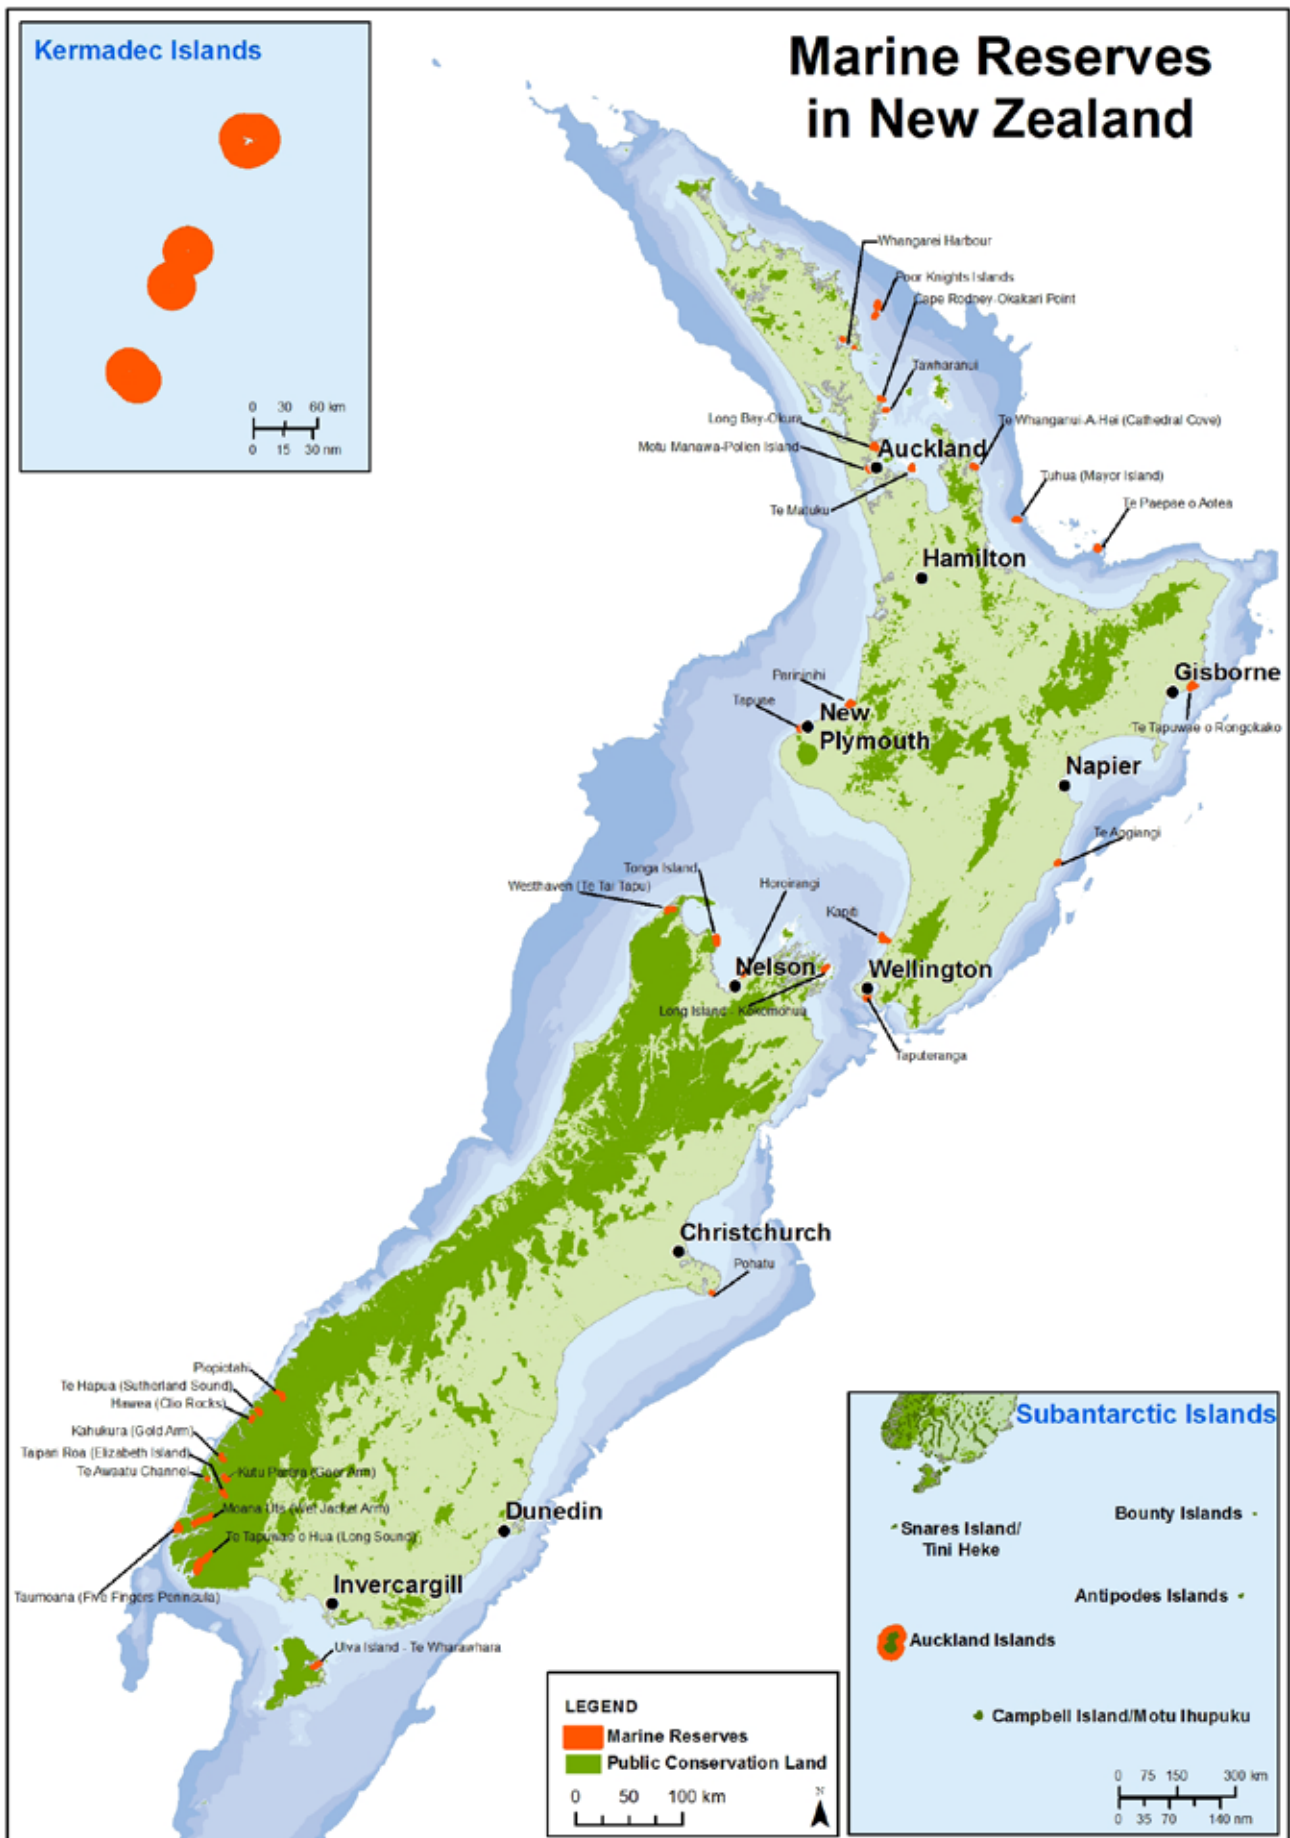 Kermadec Islands
0 30 60 km
0 15 30 nm
Marine Reserves
in New Zealand
Whangarei Harbour
Poor Knights Islands
Cape Rodney-Okakari Point
Tawharanui
Long Bay-Okura
Te Whanganui-A-Hei (Cathedral Cove)
Auckland
Motu Manawa-Pollen Island
Tuhua (Mayor Island)
Te Matuku
Te Paepae o Aotea
Hamilton
Gisborne
Parininihi
Tapuae
New
Plymouth
Te Tapuwae o Rongokako
Napier
Te Angiangi
Tonga Island
Westhaven (Te Tai Tapu)
Horoirangi
Kapiti
Nelson
Wellington
Long Island - Kokomohua
Taputeranga
Christchurch
Pohatu
Piopiotahi
Te Hapua (Sutherland Sound)
Hawea (Clio Rocks)
Kahukura (Gold Arm)
Taipari Roa (Elizabeth Island)
Te Awaatu Channel
Kutu Parera (Gaer Arm)
Moana Uta (Wet Jacket Arm)
Te Tapuwae o Hua (Long Sound)
Taumoana (Five Fingers Peninsula)
Dunedin
Invercargill
Ulva Island - Te Wharawhara
LEGEND
Marine Reserves
Public Conservation Land
0 50 100 km
N
Subantarctic Islands
Bounty Islands
Snares Island/
Tini Heke
Antipodes Islands
Auckland Islands
Campbell Island/Motu Ihupuku
0 75 150 300 km
0 35 70 140 nm